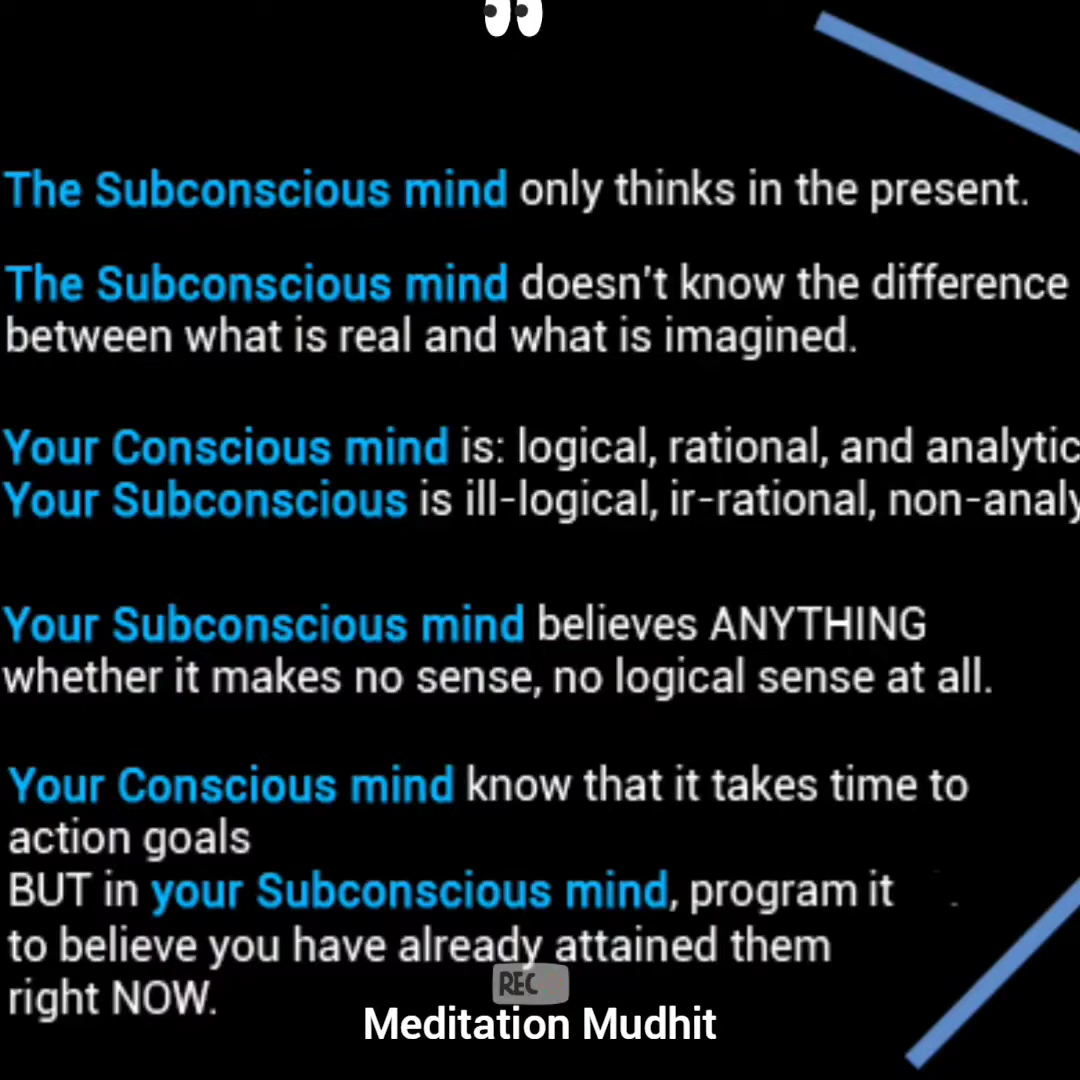 The Subconscious mind only thinks in the present.
The Subconscious mind doesn't know the difference
between what is real and what is imagined.
Your Conscious mind is: logical, rational, and analytic
Your Subconscious is ill-logical, ir-rational, non-analy
Your Subconscious mind believes ANYTHING
whether it makes no sense, no logical sense at all.
Your Conscious mind know that it takes time to
action goals
BUT in your Subconscious mind, program it
to believe you have already attained them
right NOW.
REC
Meditation Mudhit